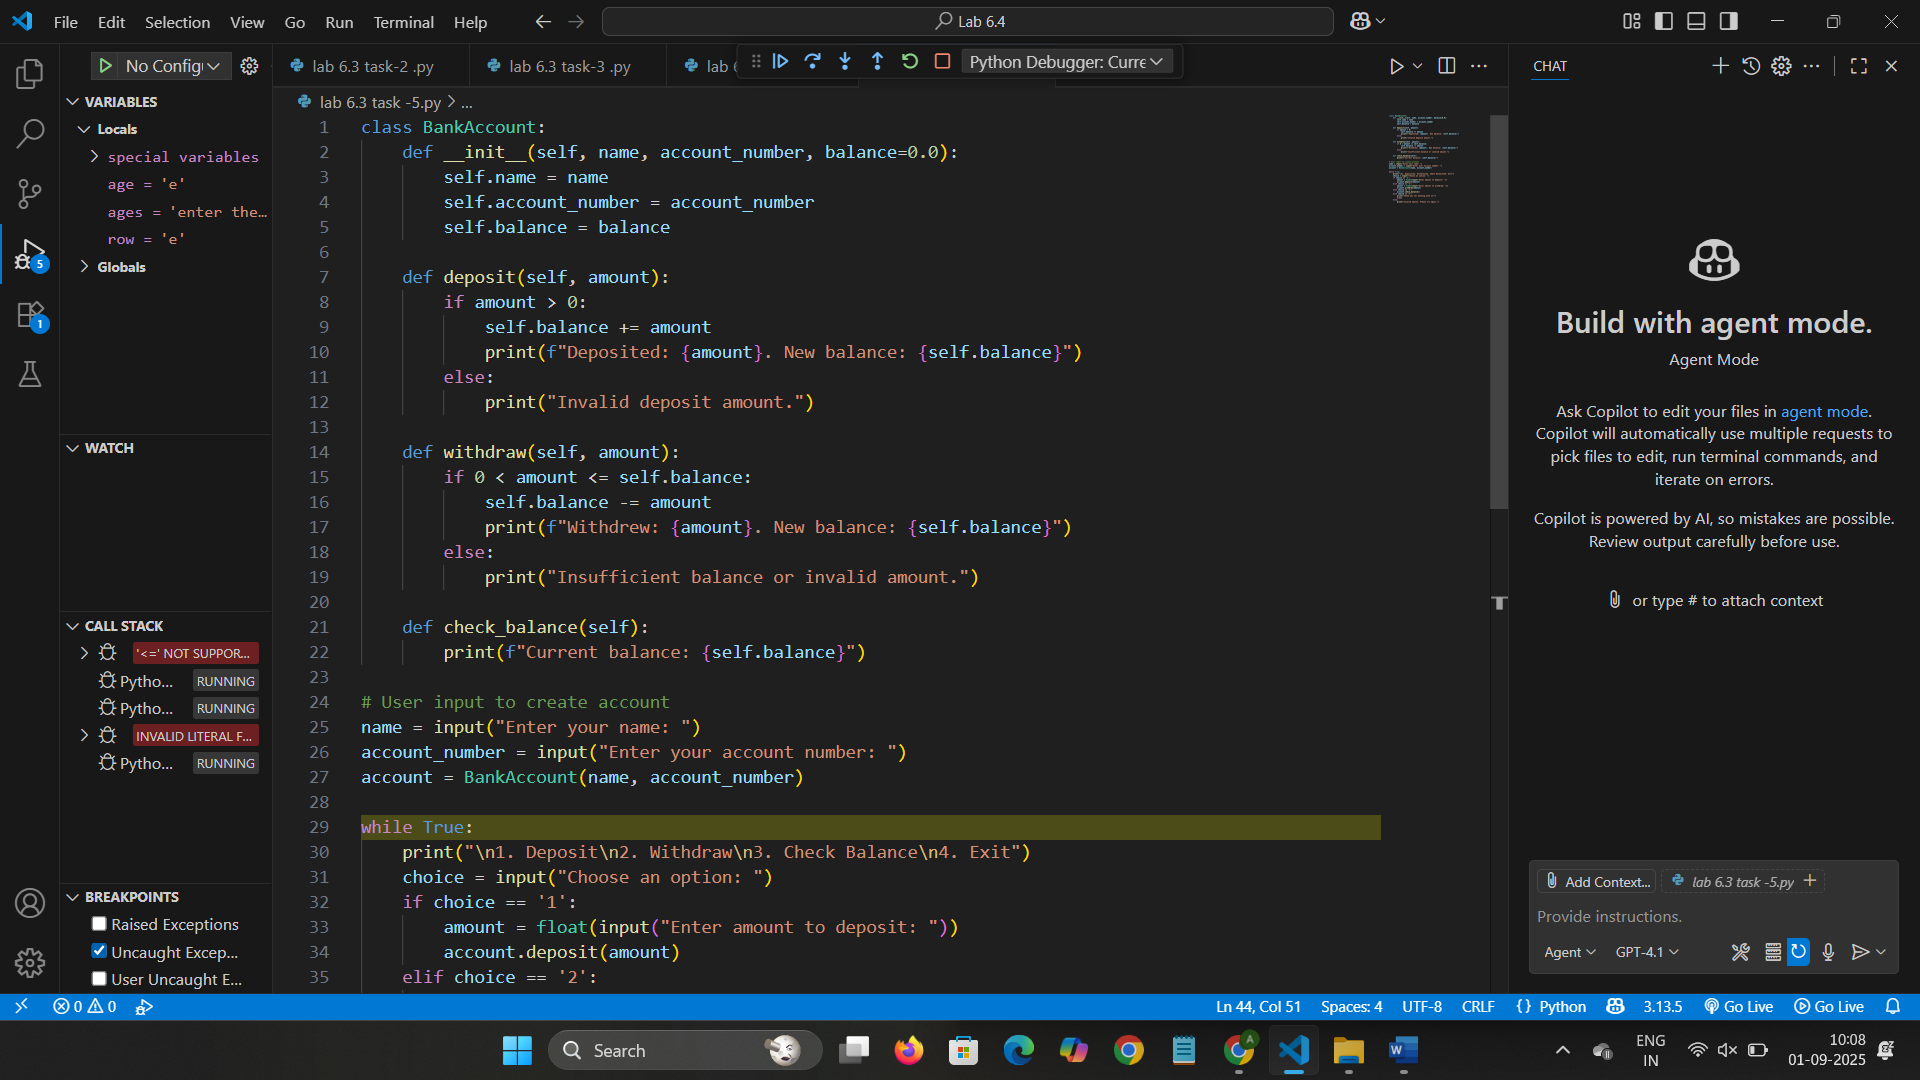 File Edit Selection View Go Run Terminal Help
Lab 6.4
No Config
lab 6.3 task-2 .py
lab 6.3 task-3 .py
lab 6
Python Debugger: Curre
CHAT
VARIABLES
Locals
special variables
age = 'e'
ages = 'enter the…
row = 'e'
Globals
WATCH
CALL STACK
'<=' NOT SUPPOR...
Pytho... RUNNING
Pytho... RUNNING
INVALID LITERAL F...
Pytho... RUNNING
BREAKPOINTS
Raised Exceptions
Uncaught Excep...
User Uncaught E...
lab 6.3 task -5.py > ...
1 class BankAccount:
2 def __init__(self, name, account_number, balance=0.0):
3 self.name = name
4 self.account_number = account_number
5 self.balance = balance
6
7 def deposit(self, amount):
8 if amount > 0:
9 self.balance += amount
10 print(f"Deposited: {amount}. New balance: {self.balance}")
11 else:
12 print("Invalid deposit amount.")
13
14 def withdraw(self, amount):
15 if 0 < amount <= self.balance:
16 self.balance -= amount
17 print(f"Withdrew: {amount}. New balance: {self.balance}")
18 else:
19 print("Insufficient balance or invalid amount.")
20
21 def check_balance(self):
22 print(f"Current balance: {self.balance}")
23
24 # User input to create account
25 name = input("Enter your name: ")
26 account_number = input("Enter your account number: ")
27 account = BankAccount(name, account_number)
28
29 while True:
30 print("\n1. Deposit\n2. Withdraw\n3. Check Balance\n4. Exit")
31 choice = input("Choose an option: ")
32 if choice == '1':
33 amount = float(input("Enter amount to deposit: "))
34 account.deposit(amount)
35 elif choice == '2':
Build with agent mode.
Agent Mode
Ask Copilot to edit your files in agent mode.
Copilot will automatically use multiple requests to
pick files to edit, run terminal commands, and
iterate on errors.
Copilot is powered by AI, so mistakes are possible.
Review output carefully before use.
or type # to attach context
Add Context...
lab 6.3 task -5.py +
Provide instructions.
Agent GPT-4.1
5
1
0 0
Ln 44, Col 51 Spaces: 4 UTF-8 CRLF {} Python 3.13.5 Go Live Go Live
Search
A
ENG
IN
10:08
01-09-2025